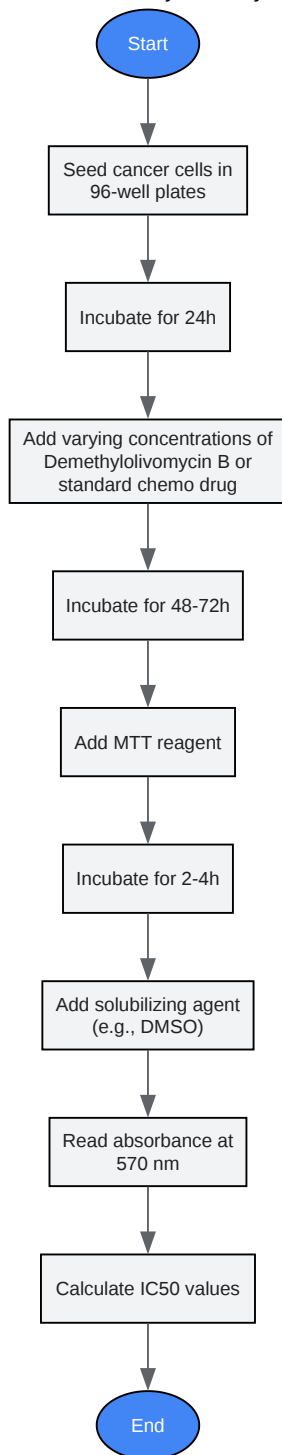 Start
Seed cancer cells in
96-well plates
Incubate for 24h
Add varying concentrations of
Demethylolivomycin B or
standard chemo drug
Incubate for 48-72h
Add MTT reagent
Incubate for 2-4h
Add solubilizing agent
(e.g., DMSO)
Read absorbance at
570 nm
Calculate IC50 values
End